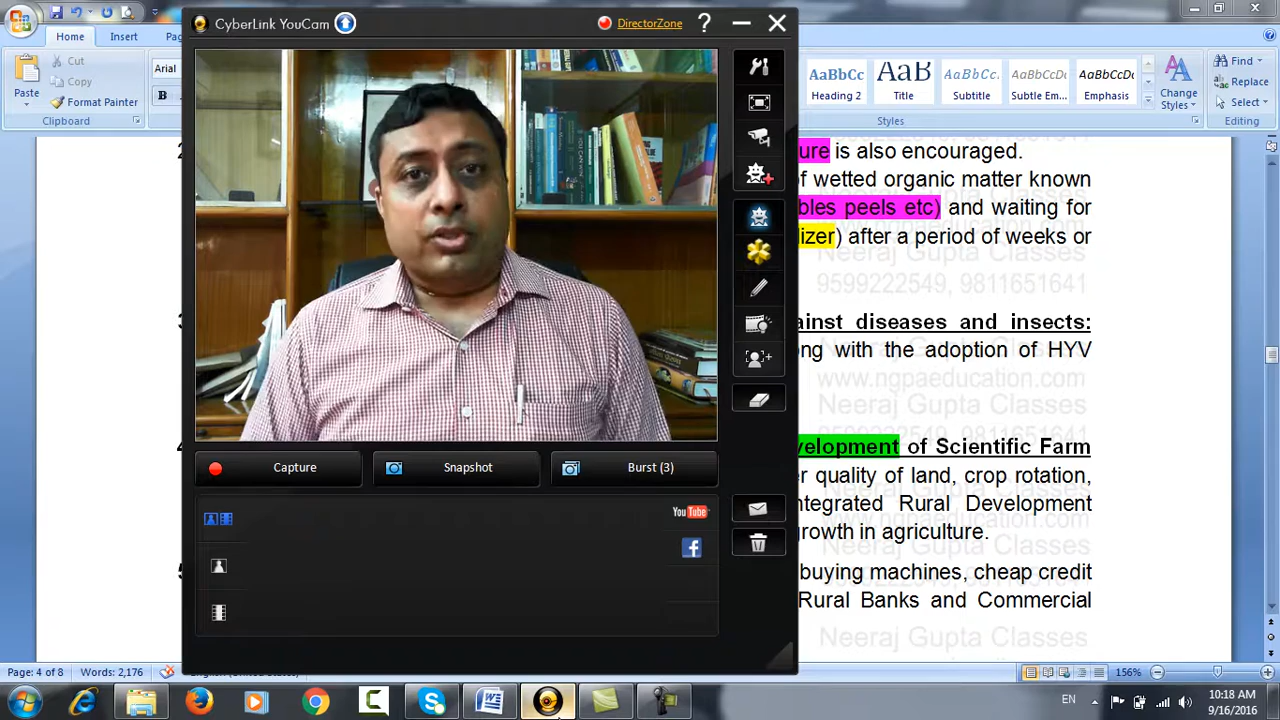 CyberLink YouCam
DirectorZone
?
Home
Insert
Cut
Copy
Format Painter
Paste
Clipboard
Arial
B
Capture
Snapshot
Burst (3)
YouTube
f
AaBbCc
Heading 2
AaB
Title
AaBbCc
Subtitle
AaBbCcDc
Subtle Em...
AaBbCcDc
Emphasis
Change
Styles
Styles
Find
Replace
Select
Editing
ure is also encouraged.
f wetted organic matter known
bles peels etc) and waiting for
lizer) after a period of weeks or
Neeraj Gupta Classes
9599222549, 9811651641
ainst diseases and insects:
ng with the adoption of HYV
www.ngpaeducation.com
Neeraj Gupta Classes
velopment of Scientific Farm
r quality of land, crop rotation,
ntegrated Rural Development
growth in agriculture.
buying machines, cheap credit
Rural Banks and Commercial
Neeraj Gupta Classes
Page: 4 of 8
Words: 2,176
156%
EN
10:18 AM
9/16/2016